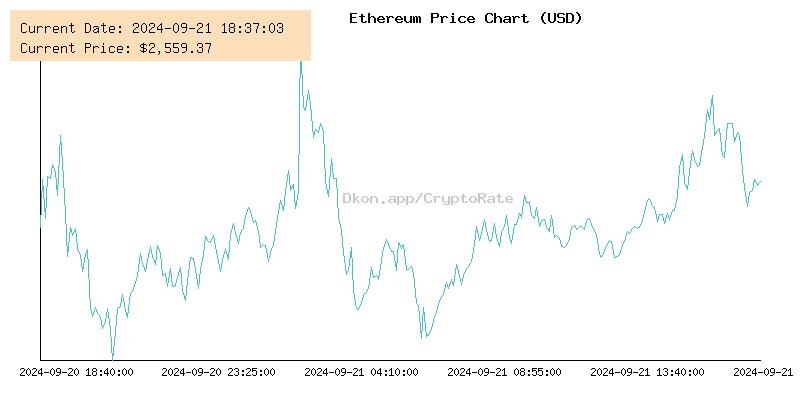 Ethereum Price Chart (USD)
Current Date: 2024-09-21 18:37:03
Current Price: $2,559.37
Dkon.app/CryptoRate
2024-09-20 18:40:00 2024-09-20 23:25:00 2024-09-21 04:10:00 2024-09-21 08:55:00 2024-09-21 13:40:00 2024-09-21